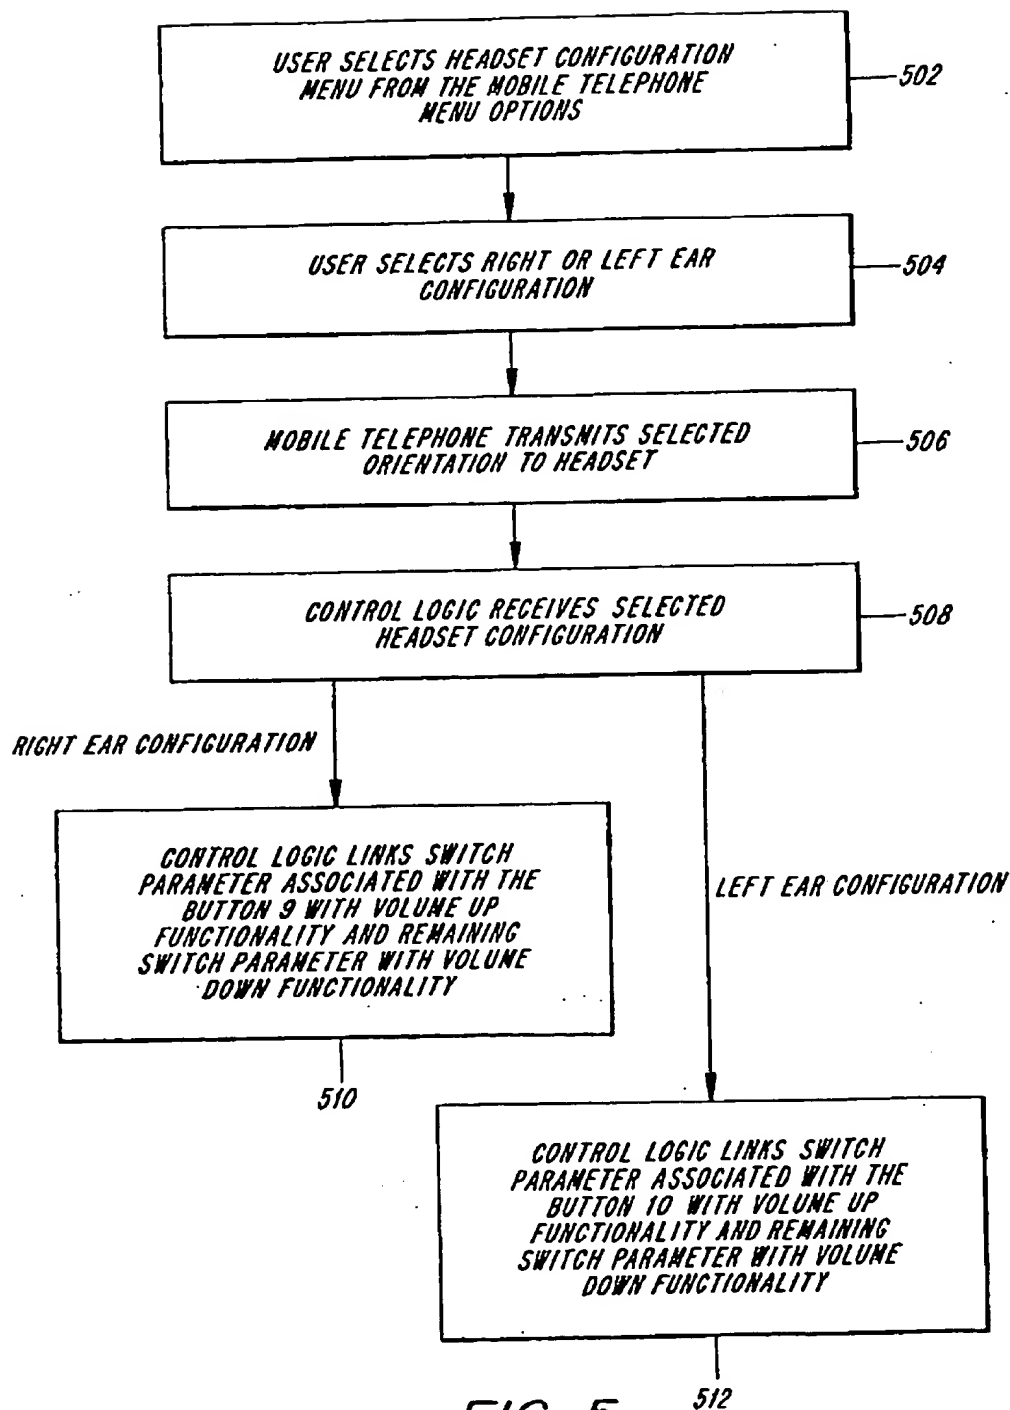 USER SELECTS HEADSET CONFIGURATION
MENU FROM THE MOBILE TELEPHONE
MENU OPTIONS
502
USER SELECTS RIGHT OR LEFT EAR
CONFIGURATION
504
MOBILE TELEPHONE TRANSMITS SELECTED
ORIENTATION TO HEADSET
506
CONTROL LOGIC RECEIVES SELECTED
HEADSET CONFIGURATION
508
RIGHT EAR CONFIGURATION
CONTROL LOGIC LINKS SWITCH
PARAMETER ASSOCIATED WITH THE
BUTTON 9 WITH VOLUME UP
FUNCTIONALITY AND REMAINING
SWITCH PARAMETER WITH VOLUME
DOWN FUNCTIONALITY
510
LEFT EAR CONFIGURATION
CONTROL LOGIC LINKS SWITCH
PARAMETER ASSOCIATED WITH THE
BUTTON 10 WITH VOLUME UP
FUNCTIONALITY AND REMAINING
SWITCH PARAMETER WITH VOLUME
DOWN FUNCTIONALITY
512
FIG. 5